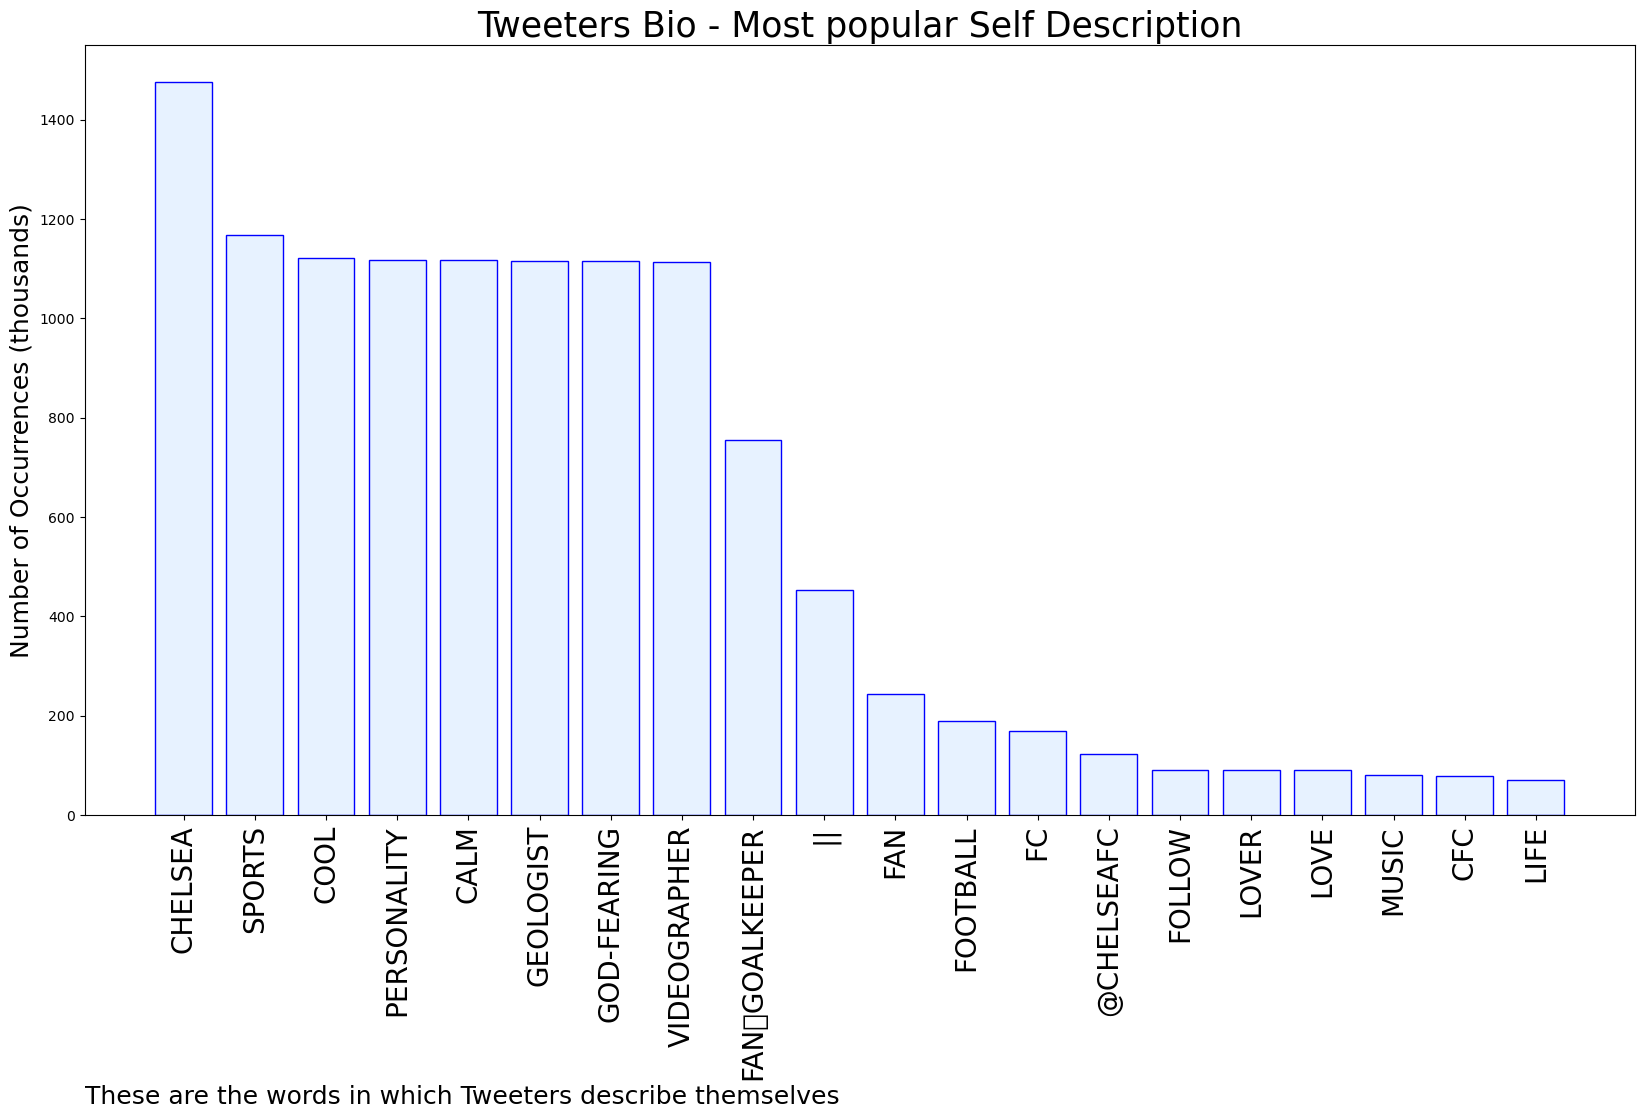 Tweeters Bio - Most popular Self Description
Number of Occurrences (thousands)
1400
1200
1000
800
600
400
200
0
CHELSEA
SPORTS
COOL
PERSONALITY
CALM
GEOLOGIST
GOD-FEARING
VIDEOGRAPHER
FAN▯GOALKEEPER
||
FAN
FOOTBALL
FC
@CHELSEAFC
FOLLOW
LOVER
LOVE
MUSIC
CFC
LIFE
These are the words in which Tweeters describe themselves